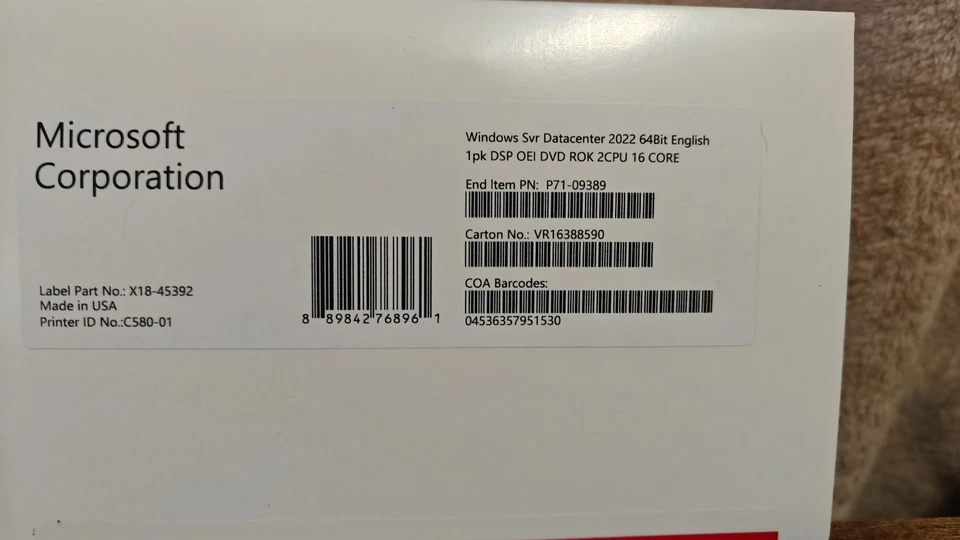 Microsoft
Corporation
Label Part No.: X18-45392
Made in USA
Printer ID No.:C580-01
8 89842 76896 1
Windows Svr Datacenter 2022 64Bit English
1pk DSP OEI DVD ROK 2CPU 16 CORE
End Item PN: P71-09389
Carton No.: VR16388590
COA Barcodes:
04536357951530